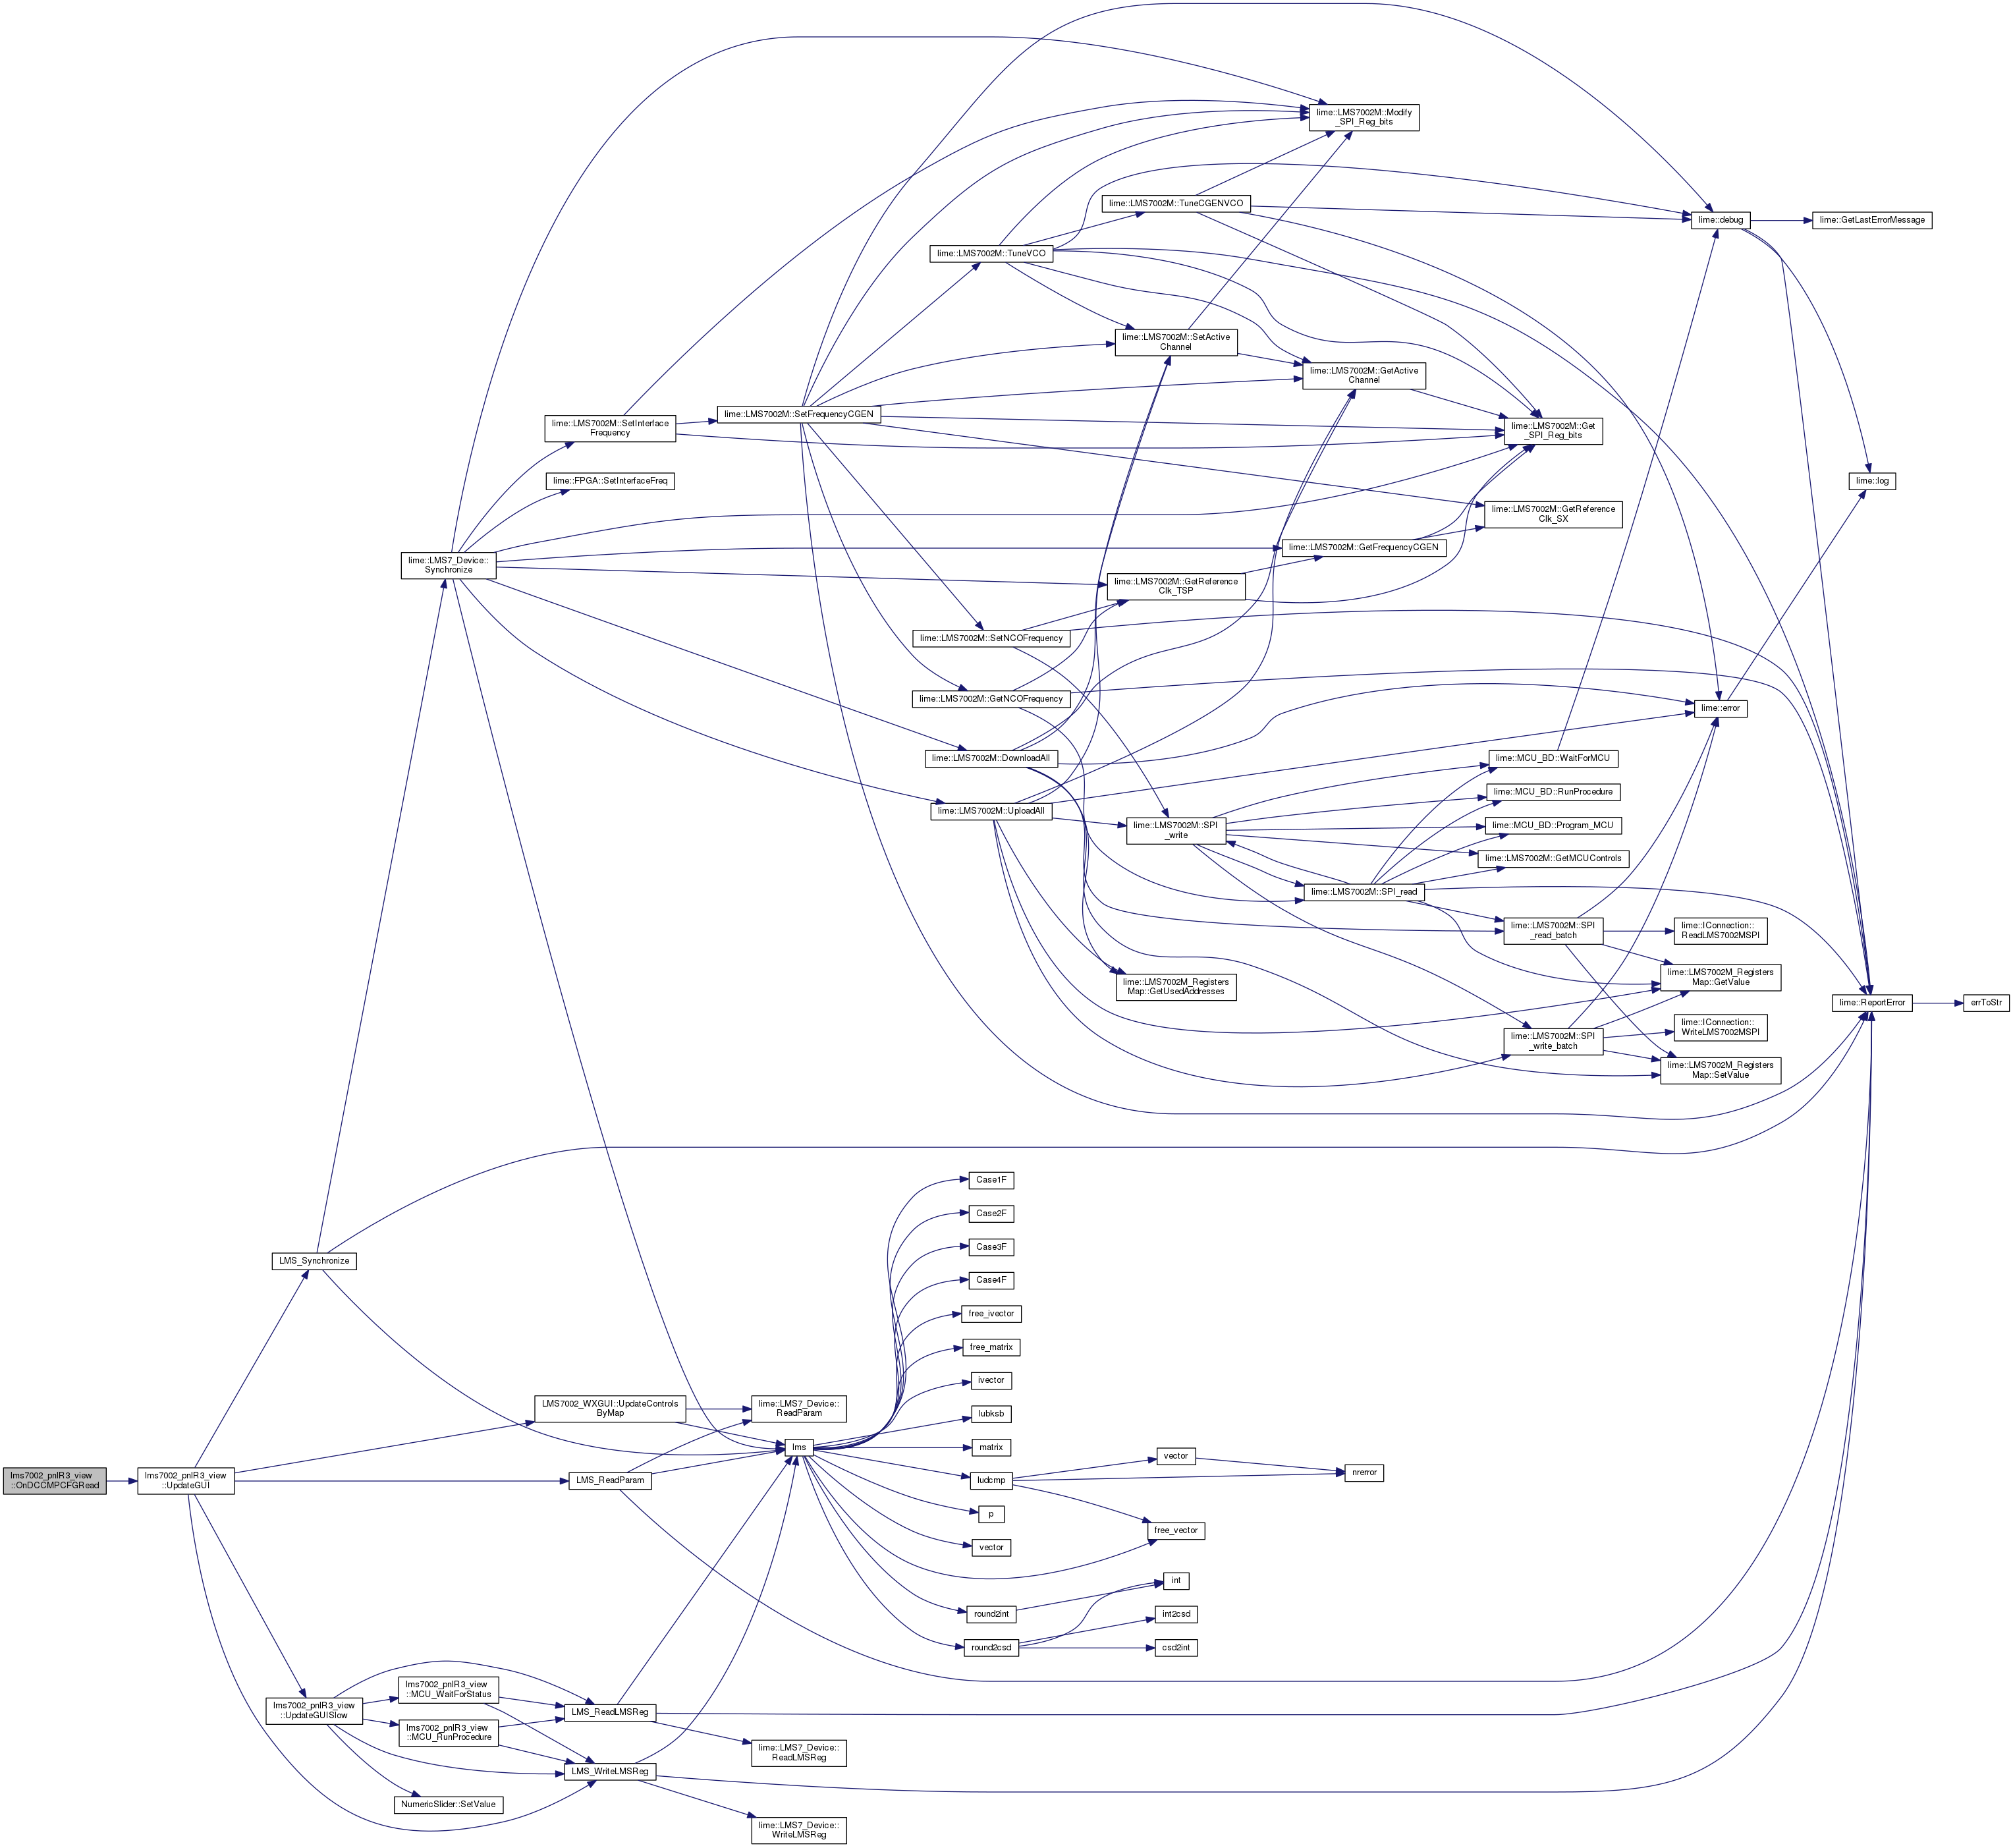 lime::LMS7002M::Modify
_SPI_Reg_bits
lime::LMS7002M::TuneCGENVCO
lime::debug
lime::GetLastErrorMessage
lime::LMS7002M::TuneVCO
lime::LMS7002M::SetActive
Channel
lime::LMS7002M::GetActive
Channel
lime::LMS7002M::SetInterface
Frequency
lime::LMS7002M::SetFrequencyCGEN
lime::LMS7002M::Get
_SPI_Reg_bits
lime::FPGA::SetInterfaceFreq
lime::log
lime::LMS7002M::GetReference
Clk_SX
lime::LMS7_Device::
Synchronize
lime::LMS7002M::GetFrequencyCGEN
lime::LMS7002M::GetReference
Clk_TSP
lime::LMS7002M::SetNCOFrequency
lime::LMS7002M::GetNCOFrequency
lime::error
lime::LMS7002M::DownloadAll
lime::MCU_BD::WaitForMCU
lime::MCU_BD::RunProcedure
lime::LMS7002M::UploadAll
lime::LMS7002M::SPI
_write
lime::MCU_BD::Program_MCU
lime::LMS7002M::GetMCUControls
lime::LMS7002M::SPI_read
lime::LMS7002M::SPI
_read_batch
lime::IConnection::
ReadLMS7002MSPI
lime::LMS7002M_Registers
Map::GetValue
lime::LMS7002M_Registers
Map::GetUsedAddresses
lime::ReportError
errToStr
lime::IConnection::
WriteLMS7002MSPI
lime::LMS7002M::SPI
_write_batch
lime::LMS7002M_Registers
Map::SetValue
Case1F
Case2F
Case3F
LMS_Synchronize
Case4F
free_ivector
free_matrix
ivector
LMS7002_WXGUI::UpdateControls
ByMap
lime::LMS7_Device::
ReadParam
lubksb
lms
matrix
vector
nrerror
lms7002_pnlR3_view
::OnDCCMPCFGRead
lms7002_pnlR3_view
::UpdateGUI
LMS_ReadParam
ludcmp
p
free_vector
vector
int
round2int
int2csd
round2csd
csd2int
lms7002_pnlR3_view
::MCU_WaitForStatus
lms7002_pnlR3_view
::UpdateGUISlow
LMS_ReadLMSReg
lms7002_pnlR3_view
::MCU_RunProcedure
lime::LMS7_Device::
ReadLMSReg
LMS_WriteLMSReg
NumericSlider::SetValue
lime::LMS7_Device::
WriteLMSReg